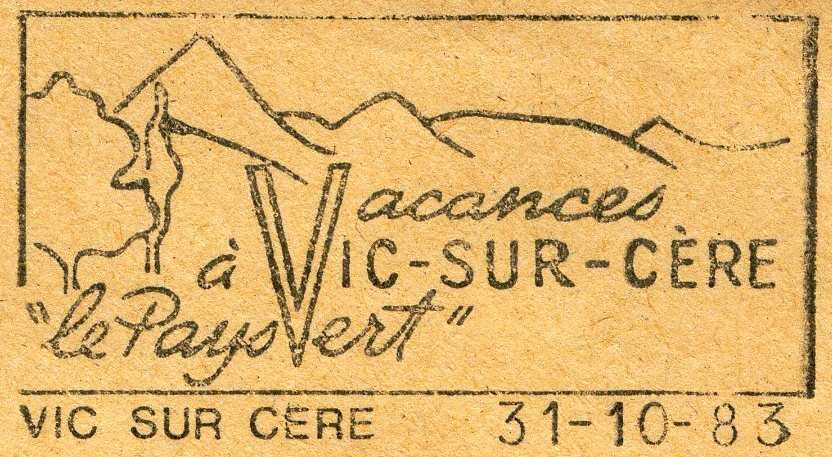 Vacances
à VIC-SUR-CÈRE
"le Pays Vert"
VIC SUR CERE 31-10-83